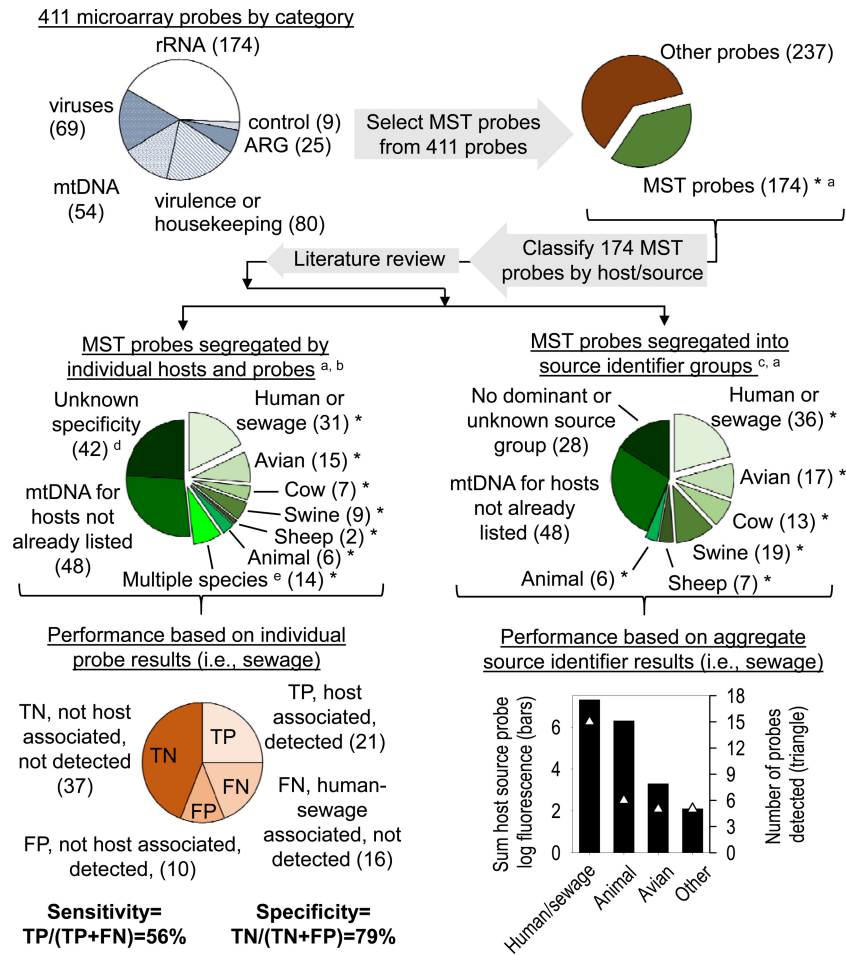 411 microarray probes by category
rRNA (174)
viruses
(69)
control (9)
ARG (25)
mtDNA
(54)
virulence or
housekeeping (80)
Select MST probes
from 411 probes
Other probes (237)
MST probes (174) * a
Classify 174 MST
probes by host/source
Literature review
MST probes segregated by
individual hosts and probes a, b
Unknown
specificity
(42) d
Human or
sewage (31) *
Avian (15) *
Cow (7) *
Swine (9) *
Sheep (2) *
Animal (6) *
Multiple species e (14) *
mtDNA for
hosts not
already listed
(48)
MST probes segregated into
source identifier groups c, a
No dominant or
unknown source
group (28)
Human or
sewage (36) *
Avian (17) *
Cow (13) *
Swine (19) *
Sheep (7) *
Animal (6) *
mtDNA for hosts
not already
listed (48)
Performance based on individual
probe results (i.e., sewage)
TN, not host
associated,
not detected
(37)
TP, host
associated,
detected (21)
TN
TP
FN
FP
FN, human-
sewage
associated, not
detected (16)
FP, not host associated,
detected, (10)
Sensitivity=
TP/(TP+FN)=56%
Specificity=
TN/(TN+FP)=79%
Performance based on aggregate
source identifier results (i.e., sewage)
Sum host source probe
log fluorescence (bars)
6
4
2
0
18
15
12
9
6
3
0
Number of probes
detected (triangle)
Human/sewage
Animal
Avian
Other